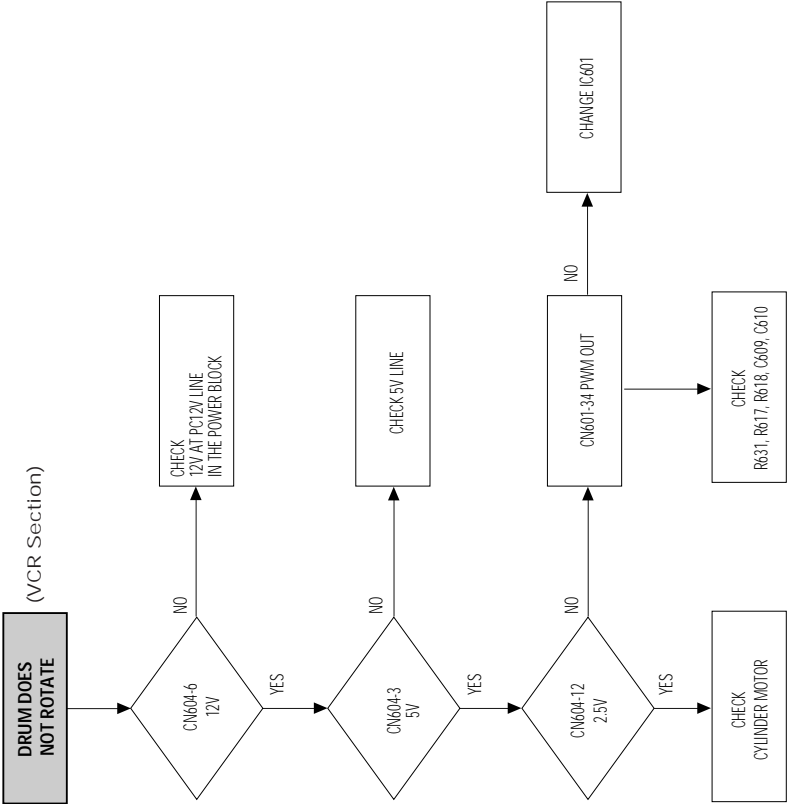 DRUM DOES
NOT ROTATE
(VCR Section)
CN604-6
12V
NO
CHECK
12V AT PC12V LINE
IN THE POWER BLOCK
YES
CN604-3
5V
NO
CHECK 5V LINE
YES
CN604-12
2.5V
NO
CN601-34 PWM OUT
NO
CHANGE IC601
YES
CHECK
CYLINDER MOTOR
CHECK
R631, R617, R618, C609, C610